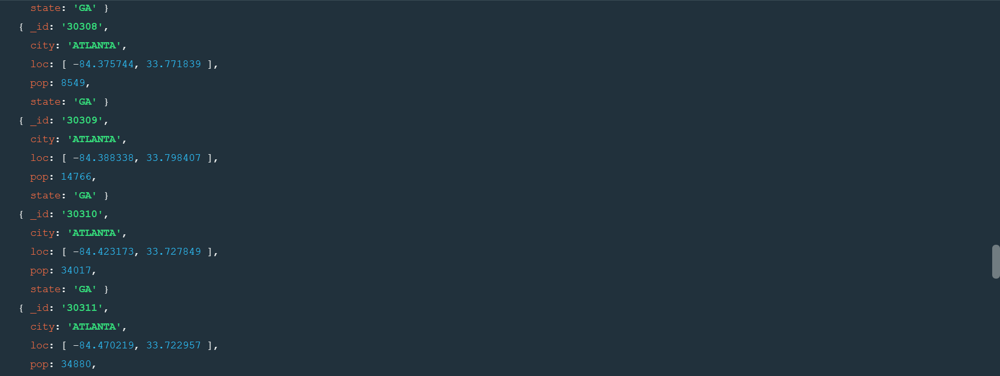 state: 'GA' }
{ _id: '30308',
city: 'ATLANTA',
loc: [ -84.375744, 33.771839 ],
pop: 8549,
state: 'GA' }
{ _id: '30309',
city: 'ATLANTA',
loc: [ -84.388338, 33.798407 ],
pop: 14766,
state: 'GA' }
{ _id: '30310',
city: 'ATLANTA',
loc: [ -84.423173, 33.727849 ],
pop: 34017,
state: 'GA' }
{ _id: '30311',
city: 'ATLANTA',
loc: [ -84.470219, 33.722957 ],
pop: 34880,